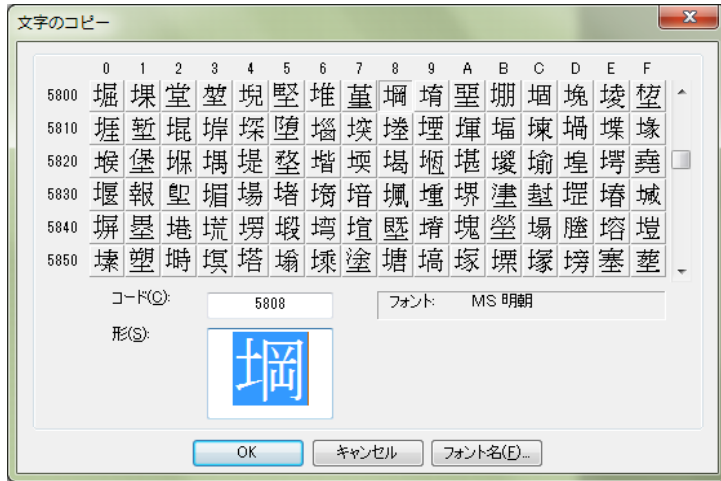 文字のコピー
0 1 2 3 4 5 6 7 8 9 A B C D E F
5800 堀 堁 堂 堃 堄 堅 堆 堇 堈 堉 堊 堋 堌 堍 堎 堏
5810 堐 堑 堒 堓 堔 堕 堖 堗 堘 堙 堚 堛 堜 堝 堞 堟
5820 堠 堡 堢 堣 堤 堥 堦 堧 堨 堩 堪 堫 堬 堭 堮 堯
5830 堰 報 堲 堳 場 堵 堶 堷 堸 堹 堺 堻 堼 堽 堾 堿
5840 塀 塁 塂 塃 塄 塅 塆 塇 塈 塉 塊 塋 塌 塍 塎 塏
5850 塐 塑 塒 塓 塔 塕 塖 塗 塘 塙 塚 塛 塜 塝 塞 塟
コード(C): 5808 フォント: MS 明朝
形(S): 堈
OK キャンセル フォント名(F)...